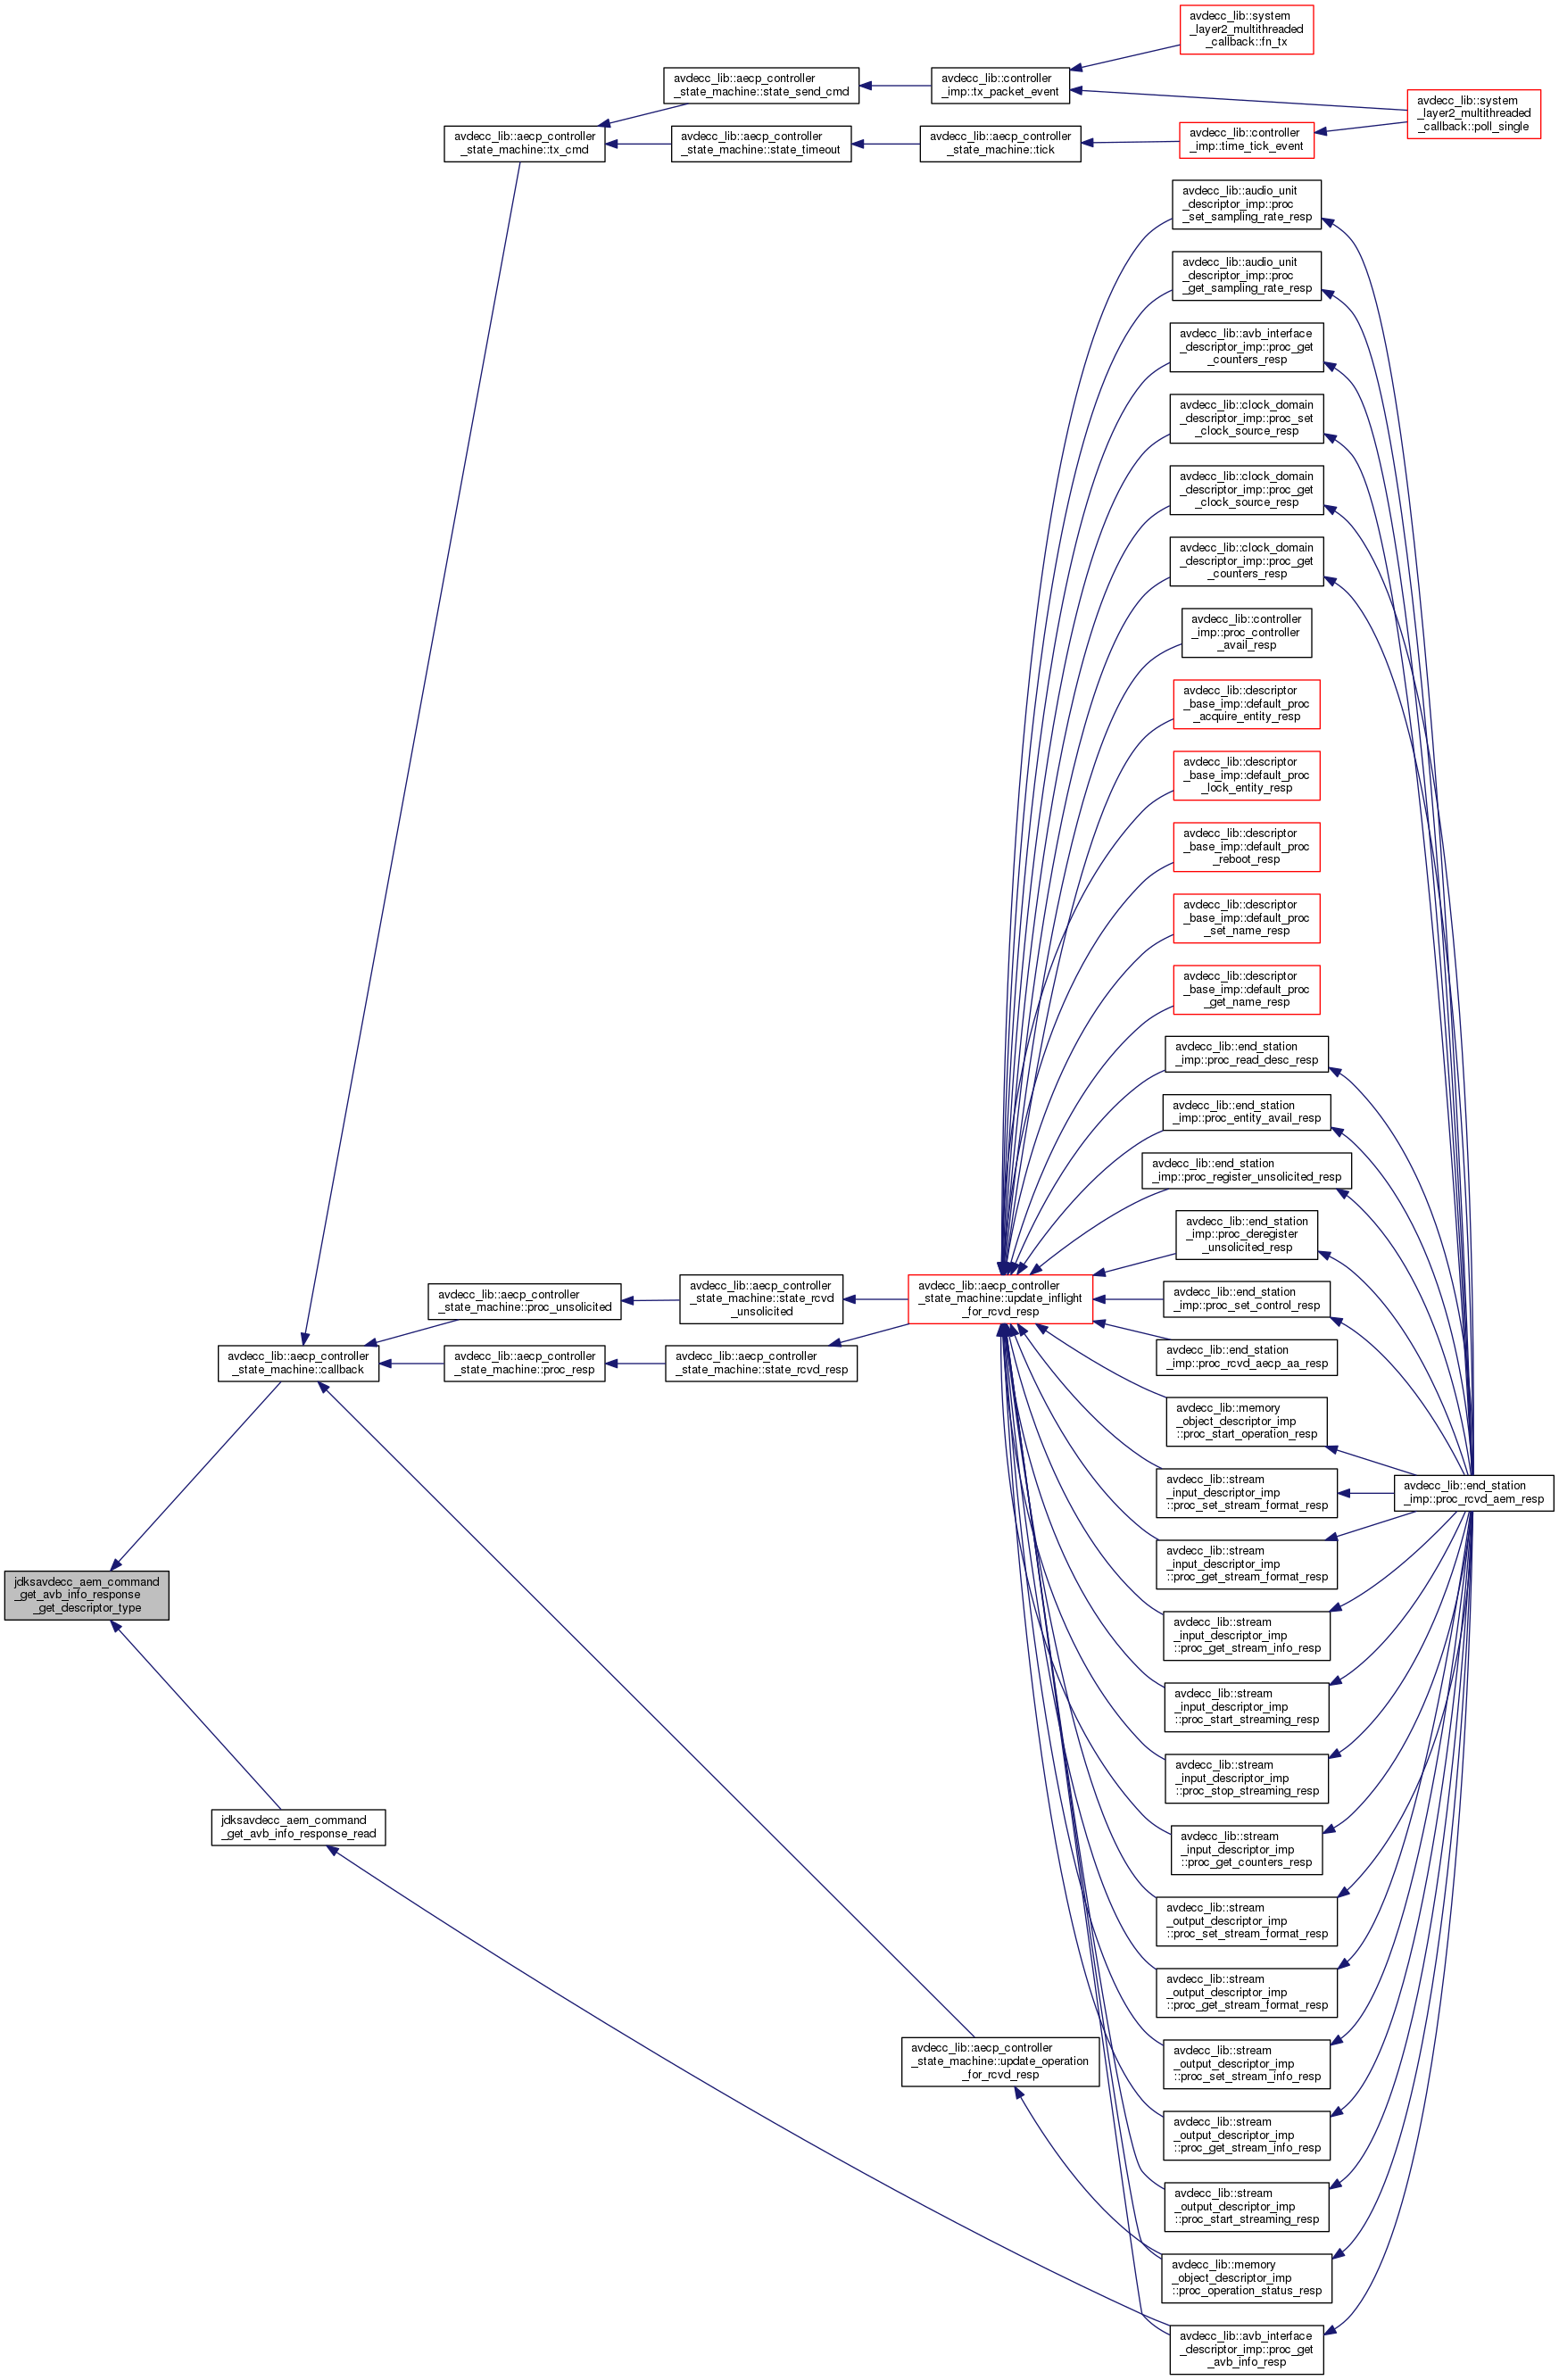 avdecc_lib::system
_layer2_multithreaded
_callback::fn_tx
avdecc_lib::aecp_controller
_state_machine::state_send_cmd
avdecc_lib::controller
_imp::tx_packet_event
avdecc_lib::system
_layer2_multithreaded
_callback::poll_single
avdecc_lib::aecp_controller
_state_machine::tx_cmd
avdecc_lib::aecp_controller
_state_machine::state_timeout
avdecc_lib::aecp_controller
_state_machine::tick
avdecc_lib::controller
_imp::time_tick_event
avdecc_lib::audio_unit
_descriptor_imp::proc
_set_sampling_rate_resp
avdecc_lib::audio_unit
_descriptor_imp::proc
_get_sampling_rate_resp
avdecc_lib::avb_interface
_descriptor_imp::proc_get
_counters_resp
avdecc_lib::clock_domain
_descriptor_imp::proc_set
_clock_source_resp
avdecc_lib::clock_domain
_descriptor_imp::proc_get
_clock_source_resp
avdecc_lib::clock_domain
_descriptor_imp::proc_get
_counters_resp
avdecc_lib::controller
_imp::proc_controller
_avail_resp
avdecc_lib::descriptor
_base_imp::default_proc
_acquire_entity_resp
avdecc_lib::descriptor
_base_imp::default_proc
_lock_entity_resp
avdecc_lib::descriptor
_base_imp::default_proc
_reboot_resp
avdecc_lib::descriptor
_base_imp::default_proc
_set_name_resp
avdecc_lib::descriptor
_base_imp::default_proc
_get_name_resp
avdecc_lib::end_station
_imp::proc_read_desc_resp
avdecc_lib::end_station
_imp::proc_entity_avail_resp
avdecc_lib::end_station
_imp::proc_register_unsolicited_resp
avdecc_lib::end_station
_imp::proc_deregister
_unsolicited_resp
avdecc_lib::aecp_controller
_state_machine::proc_unsolicited
avdecc_lib::aecp_controller
_state_machine::state_rcvd
_unsolicited
avdecc_lib::aecp_controller
_state_machine::update_inflight
_for_rcvd_resp
avdecc_lib::end_station
_imp::proc_set_control_resp
avdecc_lib::aecp_controller
_state_machine::callback
avdecc_lib::aecp_controller
_state_machine::proc_resp
avdecc_lib::aecp_controller
_state_machine::state_rcvd_resp
avdecc_lib::end_station
_imp::proc_rcvd_aecp_aa_resp
avdecc_lib::memory
_object_descriptor_imp
::proc_start_operation_resp
avdecc_lib::stream
_input_descriptor_imp
::proc_set_stream_format_resp
avdecc_lib::end_station
_imp::proc_rcvd_aem_resp
avdecc_lib::stream
_input_descriptor_imp
::proc_get_stream_format_resp
jdksavdecc_aem_command
_get_avb_info_response
_get_descriptor_type
avdecc_lib::stream
_input_descriptor_imp
::proc_get_stream_info_resp
avdecc_lib::stream
_input_descriptor_imp
::proc_start_streaming_resp
avdecc_lib::stream
_input_descriptor_imp
::proc_stop_streaming_resp
jdksavdecc_aem_command
_get_avb_info_response_read
avdecc_lib::stream
_input_descriptor_imp
::proc_get_counters_resp
avdecc_lib::stream
_output_descriptor_imp
::proc_set_stream_format_resp
avdecc_lib::stream
_output_descriptor_imp
::proc_get_stream_format_resp
avdecc_lib::aecp_controller
_state_machine::update_operation
_for_rcvd_resp
avdecc_lib::stream
_output_descriptor_imp
::proc_set_stream_info_resp
avdecc_lib::stream
_output_descriptor_imp
::proc_get_stream_info_resp
avdecc_lib::stream
_output_descriptor_imp
::proc_start_streaming_resp
avdecc_lib::memory
_object_descriptor_imp
::proc_operation_status_resp
avdecc_lib::avb_interface
_descriptor_imp::proc_get
_avb_info_resp